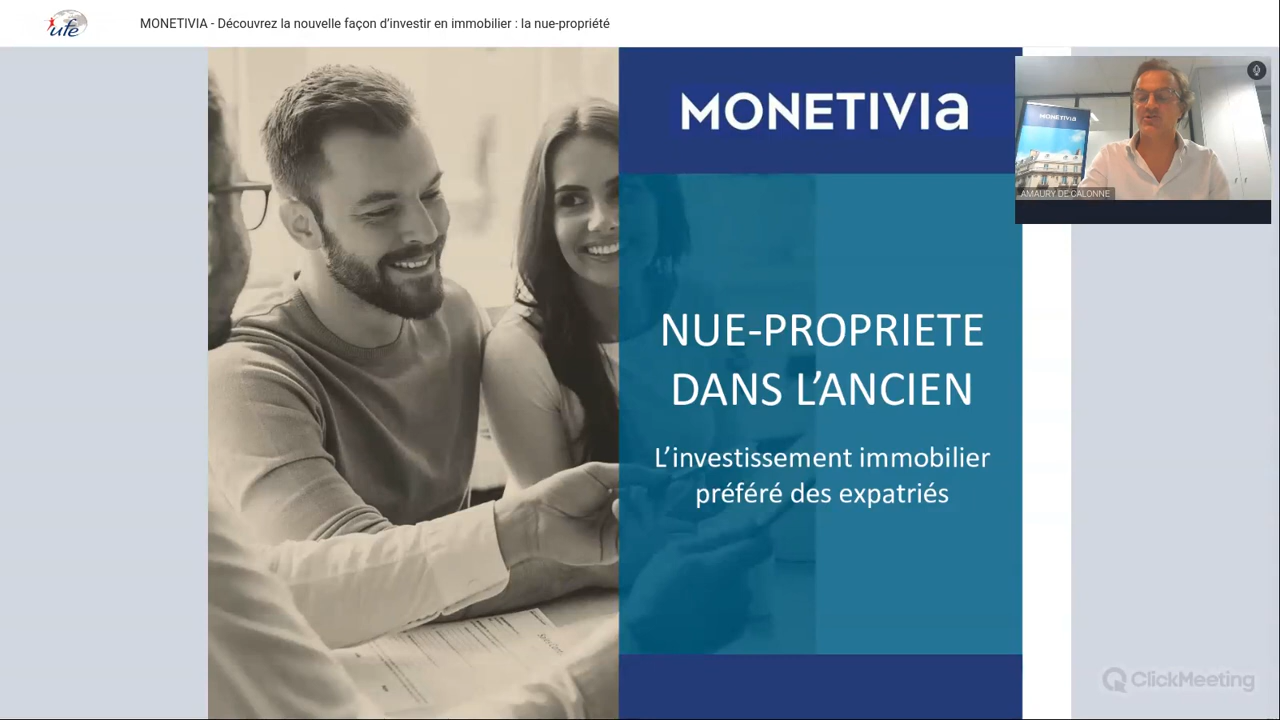 ufe
MONETIVIA - Découvrez la nouvelle façon d’investir en immobilier : la nue-propriété
MONETIVIa
MONETIVIa
AMAURY DE CALONNE
NUE-PROPRIETE
DANS L’ANCIEN
L’investissement immobilier
préféré des expatriés
ClickMeeting